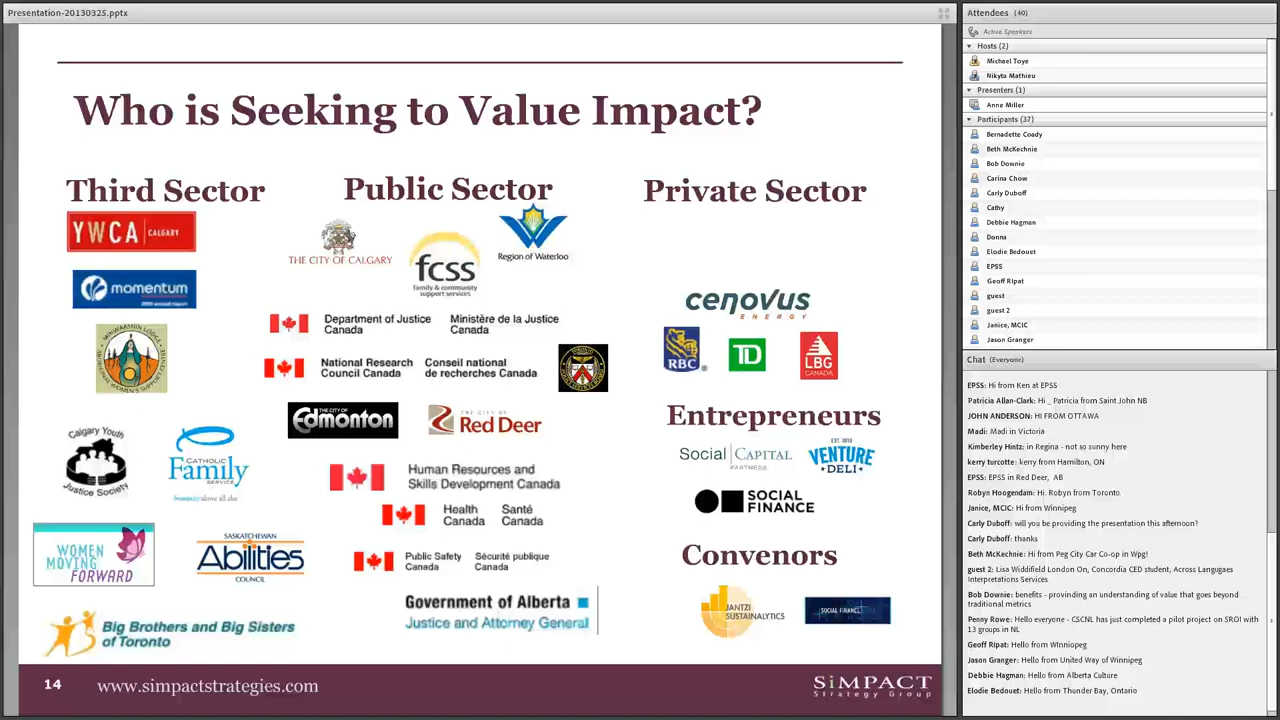 Presentation-20130325.pptx
Who is Seeking to Value Impact?
Third Sector
Public Sector
Private Sector
YWCA CALGARY
momentum
THE CITY OF CALGARY
fcss
family & community
support services
Region of Waterloo
Department of Justice
Canada
Ministère de la Justice
Canada
National Research
Council Canada
Conseil national
de recherches Canada
THE CITY OF
Edmonton
THE CITY OF
Red Deer
Calgary Youth
Justice Society
CATHOLIC
Family
SERVICE
humanity above all else
Human Resources and
Skills Development Canada
Health
Canada
Santé
Canada
WOMEN
MOVING
FORWARD
SASKATCHEWAN
Abilities
COUNCIL
Public Safety
Canada
Sécurité publique
Canada
Government of Alberta
Justice and Attorney General
Big Brothers and Big Sisters
of Toronto
cenovus
ENERGY
RBC
TD
LBG
CANADA
Entrepreneurs
Social CAPITAL
PARTNERS
EST. 2010
VENTURE
DELI
SOCIAL
FINANCE
Convenors
JANTZI
SUSTAINALYTICS
SOCIAL FINANCE
14
www.simpactstrategies.com
SiMPACT
Strategy Group
Attendees (40)
Active Speakers
Hosts (2)
Michael Toye
Nikyta Mathieu
Presenters (1)
Anne Miller
Participants (37)
Bernadette Coady
Beth McKechnie
Bob Downie
Carina Chow
Carly Duboff
Cathy
Debbie Hagman
Donna
Elodie Bedouet
EPSS
Geoff RIpat
guest
guest 2
Janice, MCIC
Jason Granger
Chat (Everyone)
EPSS: Hi from Ken at EPSS
Patricia Allan-Clark: Hi _ Patricia from Saint John NB
JOHN ANDERSON: HI FROM OTTAWA
Madi: Madi in Victoria
Kimberley Hintz: in Regina - not so sunny here
kerry turcotte: kerry from Hamilton, ON
EPSS: EPSS in Red Deer, AB
Robyn Hoogendam: Hi. Robyn from Toronto
Janice, MCIC: Hi from Winnipeg
Carly Duboff: will you be providing the presentation this afternoon?
Carly Duboff: thanks
Beth McKechnie: Hi from Peg City Car Co-op in Wpg!
guest 2: Lisa Widdifield London On, Concordia CED student, Across Langugaes
Interpretations Services
Bob Downie: benefits - provinding an understanding of value that goes beyond
traditional metrics
Penny Rowe: Hello everyone - CSCNL has just completed a pilot project on SROI with
13 groups in NL
Geoff RIpat: Hello from WInniopeg
Jason Granger: Hello from United Way of Winnipeg
Debbie Hagman: Hello from Alberta Culture
Elodie Bedouet: Hello from Thunder Bay, Ontario